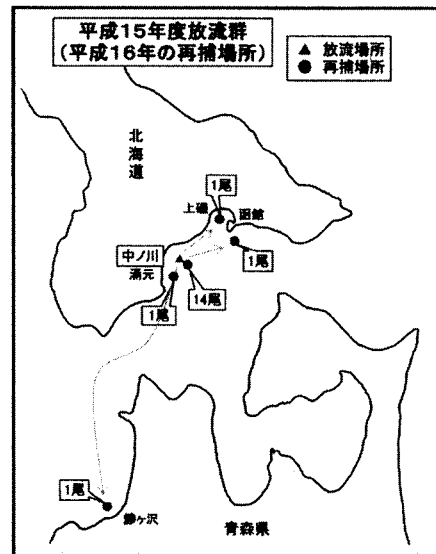 平成15年度放流群
(平成16年の再捕場所)
▲ 放流場所
● 再捕場所
北海道
1尾
上磯
函館
中ノ川
涌元
1尾
1尾
14尾
1尾
鰺ヶ沢
青森県